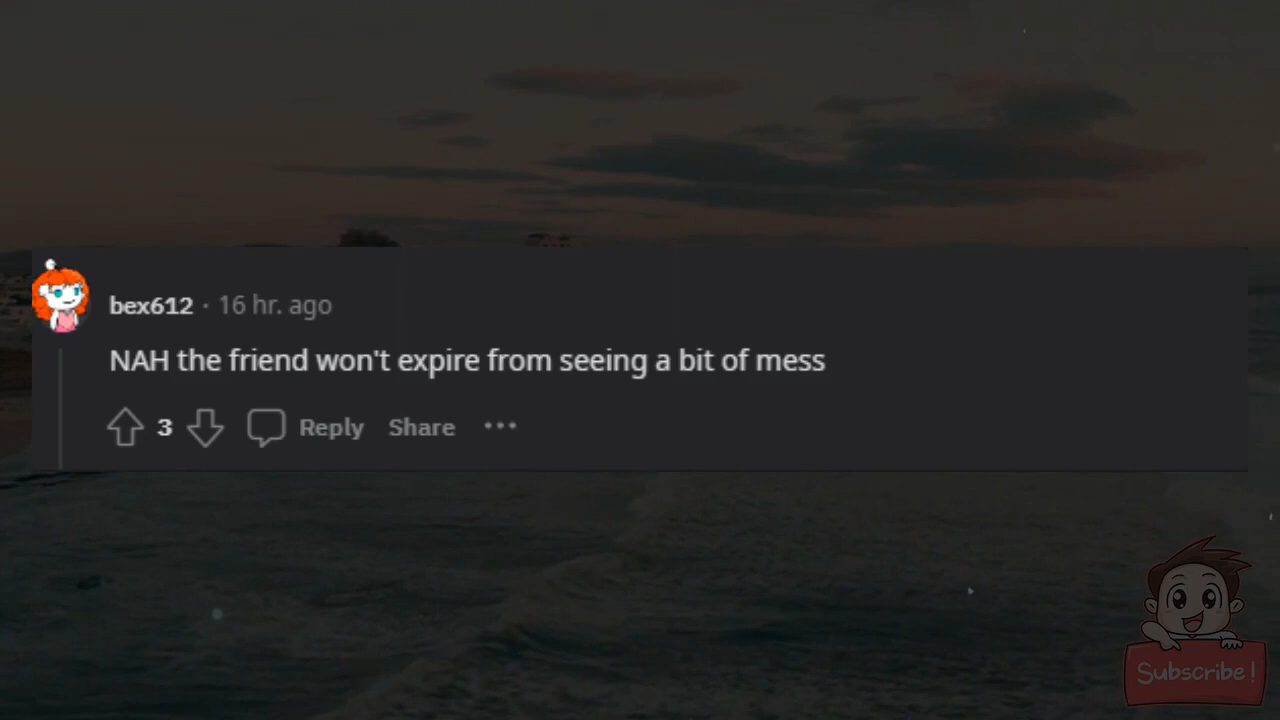 bex612 · 16 hr. ago
NAH the friend won't expire from seeing a bit of mess
3 Reply Share ···
Subscribe!